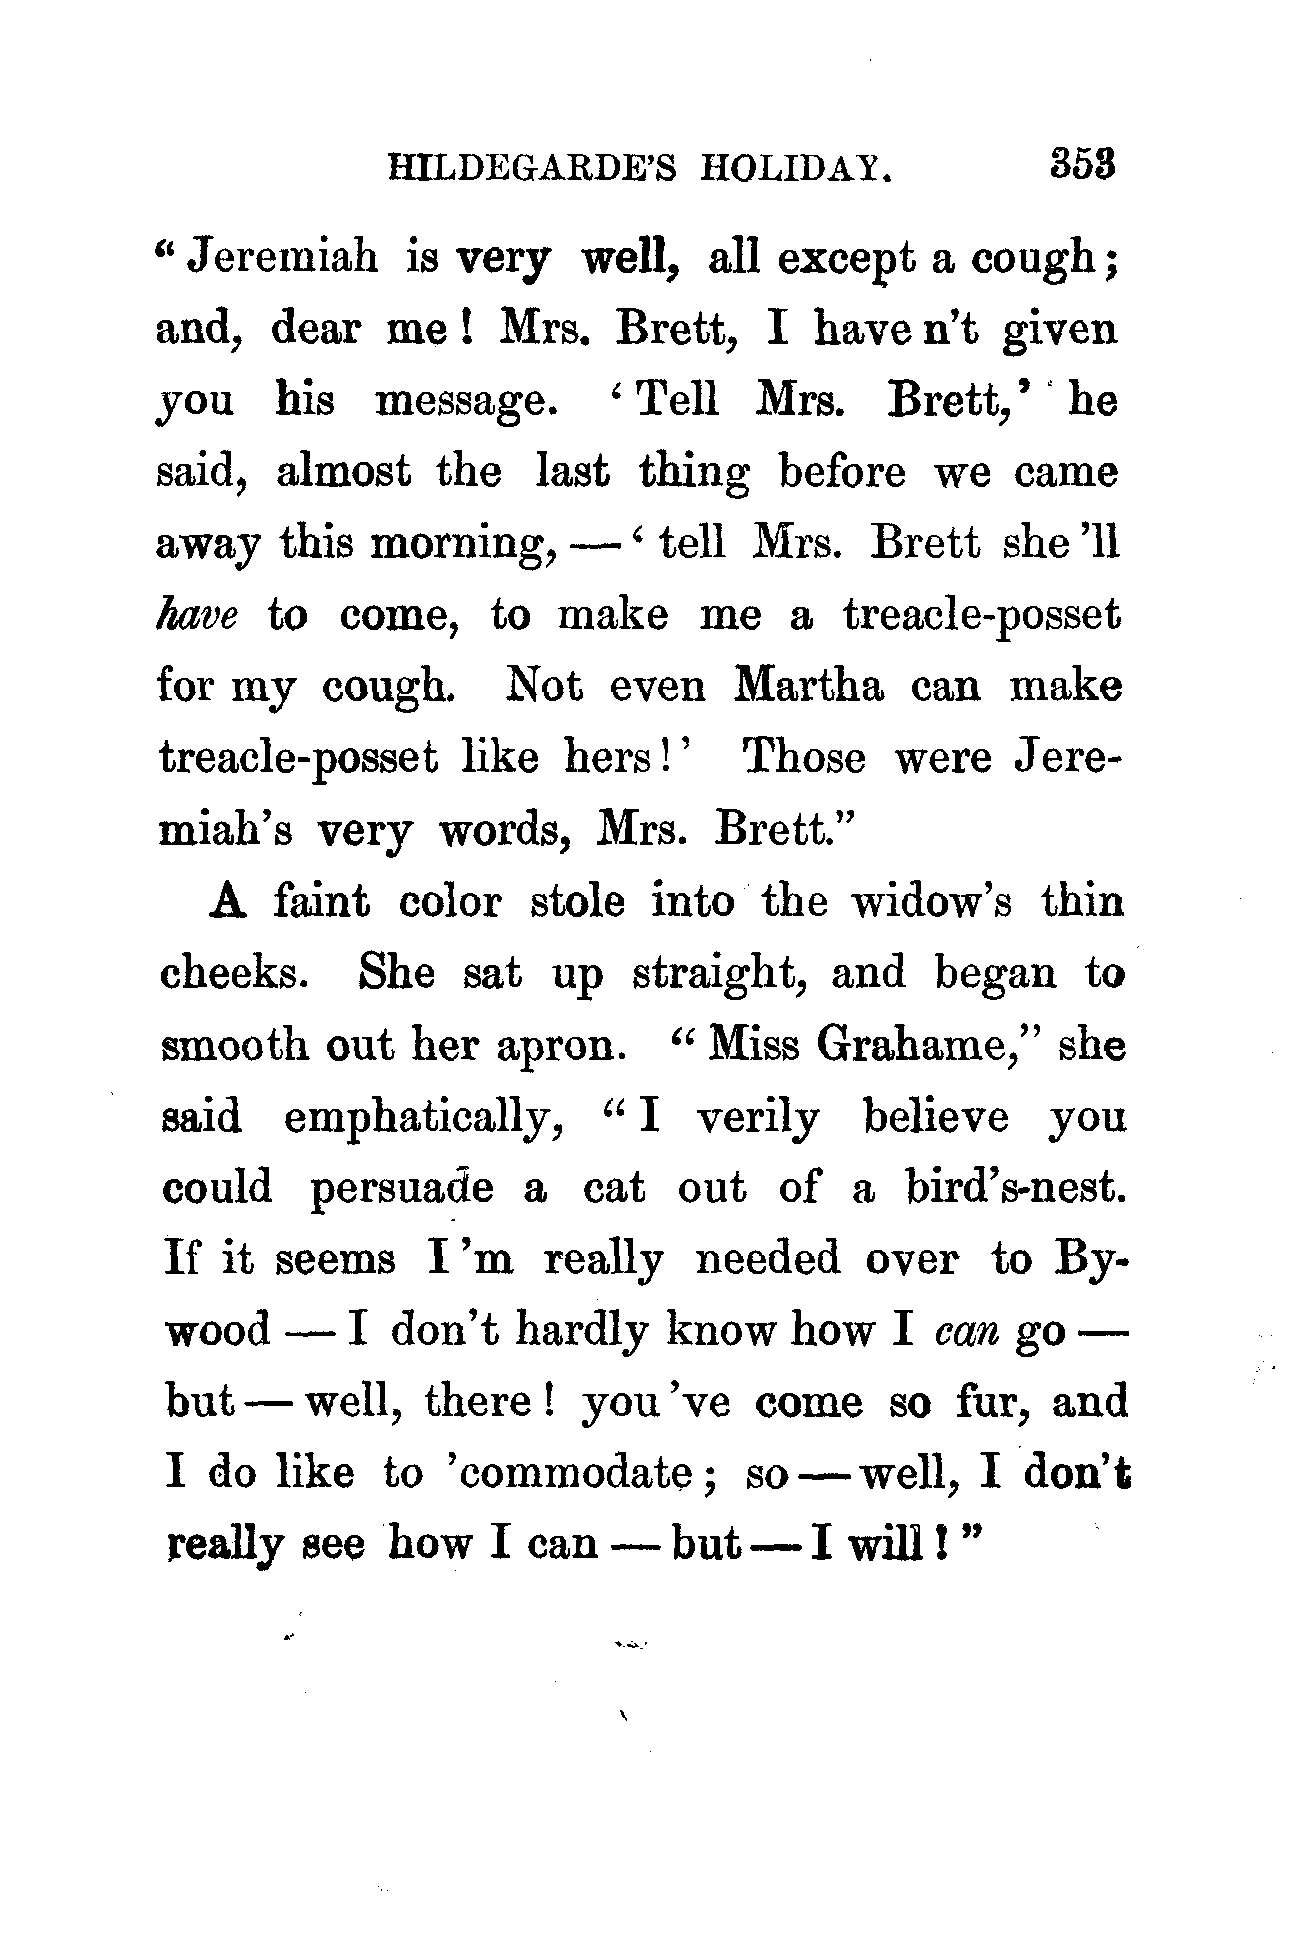 HILDEGARDE'S HOLIDAY. 353
“ Jeremiah is very well, all except a cough ;
and, dear me ! Mrs. Brett, I have n't given
you his message. ‘ Tell Mrs. Brett,’ he
said, almost the last thing before we came
away this morning, — ‘ tell Mrs. Brett she 'll
have to come, to make me a treacle-posset
for my cough. Not even Martha can make
treacle-posset like hers ! ’ Those were Jere-
miah's very words, Mrs. Brett.”
A faint color stole into the widow's thin
cheeks. She sat up straight, and began to
smooth out her apron. “ Miss Grahame,” she
said emphatically, “ I verily believe you
could persuade a cat out of a bird's-nest.
If it seems I 'm really needed over to By-
wood — I don't hardly know how I can go —
but — well, there ! you 've come so fur, and
I do like to 'commodate ; so — well, I don't
really see how I can — but — I will ! ”